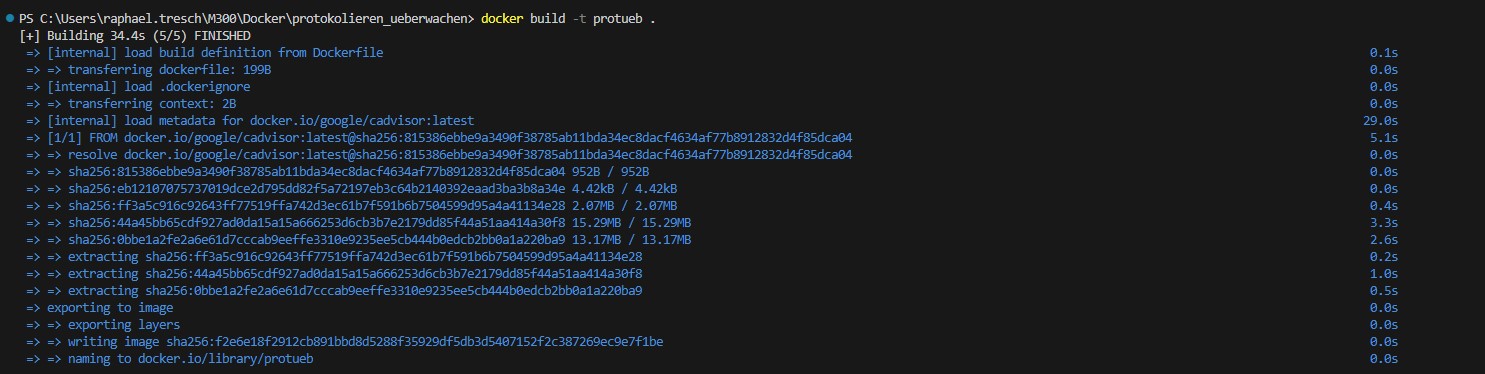 PS C:\Users\raphael.tresch\M300\Docker\protokolieren_ueberwachen> docker build -t protueb .
[+] Building 34.4s (5/5) FINISHED
=> [internal] load build definition from Dockerfile 0.1s
=> => transferring dockerfile: 199B 0.0s
=> [internal] load .dockerignore 0.0s
=> => transferring context: 2B 0.0s
=> [internal] load metadata for docker.io/google/cadvisor:latest 29.0s
=> [1/1] FROM docker.io/google/cadvisor:latest@sha256:815386ebbe9a3490f38785ab11bda34ec8dacf4634af77b8912832d4f85dca04 5.1s
=> => resolve docker.io/google/cadvisor:latest@sha256:815386ebbe9a3490f38785ab11bda34ec8dacf4634af77b8912832d4f85dca04 0.0s
=> => sha256:815386ebbe9a3490f38785ab11bda34ec8dacf4634af77b8912832d4f85dca04 952B / 952B 0.0s
=> => sha256:eb12107075737019dce2d795dd82f5a72197eb3c64b2140392eaad3ba3b8a34e 4.42kB / 4.42kB 0.0s
=> => sha256:ff3a5c916c92643ff77519ffa742d3ec61b7f591b6b7504599d95a4a41134e28 2.07MB / 2.07MB 0.4s
=> => sha256:44a45bb65cdf927ad0da15a15a666253d6cb3b7e2179dd85f44a51aa414a30f8 15.29MB / 15.29MB 3.3s
=> => sha256:0bbe1a2fe2a6e61d7cccab9eeffe3310e9235ee5cb444b0edcb2bb0a1a220ba9 13.17MB / 13.17MB 2.6s
=> => extracting sha256:ff3a5c916c92643ff77519ffa742d3ec61b7f591b6b7504599d95a4a41134e28 0.2s
=> => extracting sha256:44a45bb65cdf927ad0da15a15a666253d6cb3b7e2179dd85f44a51aa414a30f8 1.0s
=> => extracting sha256:0bbe1a2fe2a6e61d7cccab9eeffe3310e9235ee5cb444b0edcb2bb0a1a220ba9 0.5s
=> exporting to image 0.0s
=> => exporting layers 0.0s
=> => writing image sha256:f2e6e18f2912cb891bbd8d5288f35929df5db3d5407152f2c387269ec9e7f1be 0.0s
=> => naming to docker.io/library/protueb 0.0s